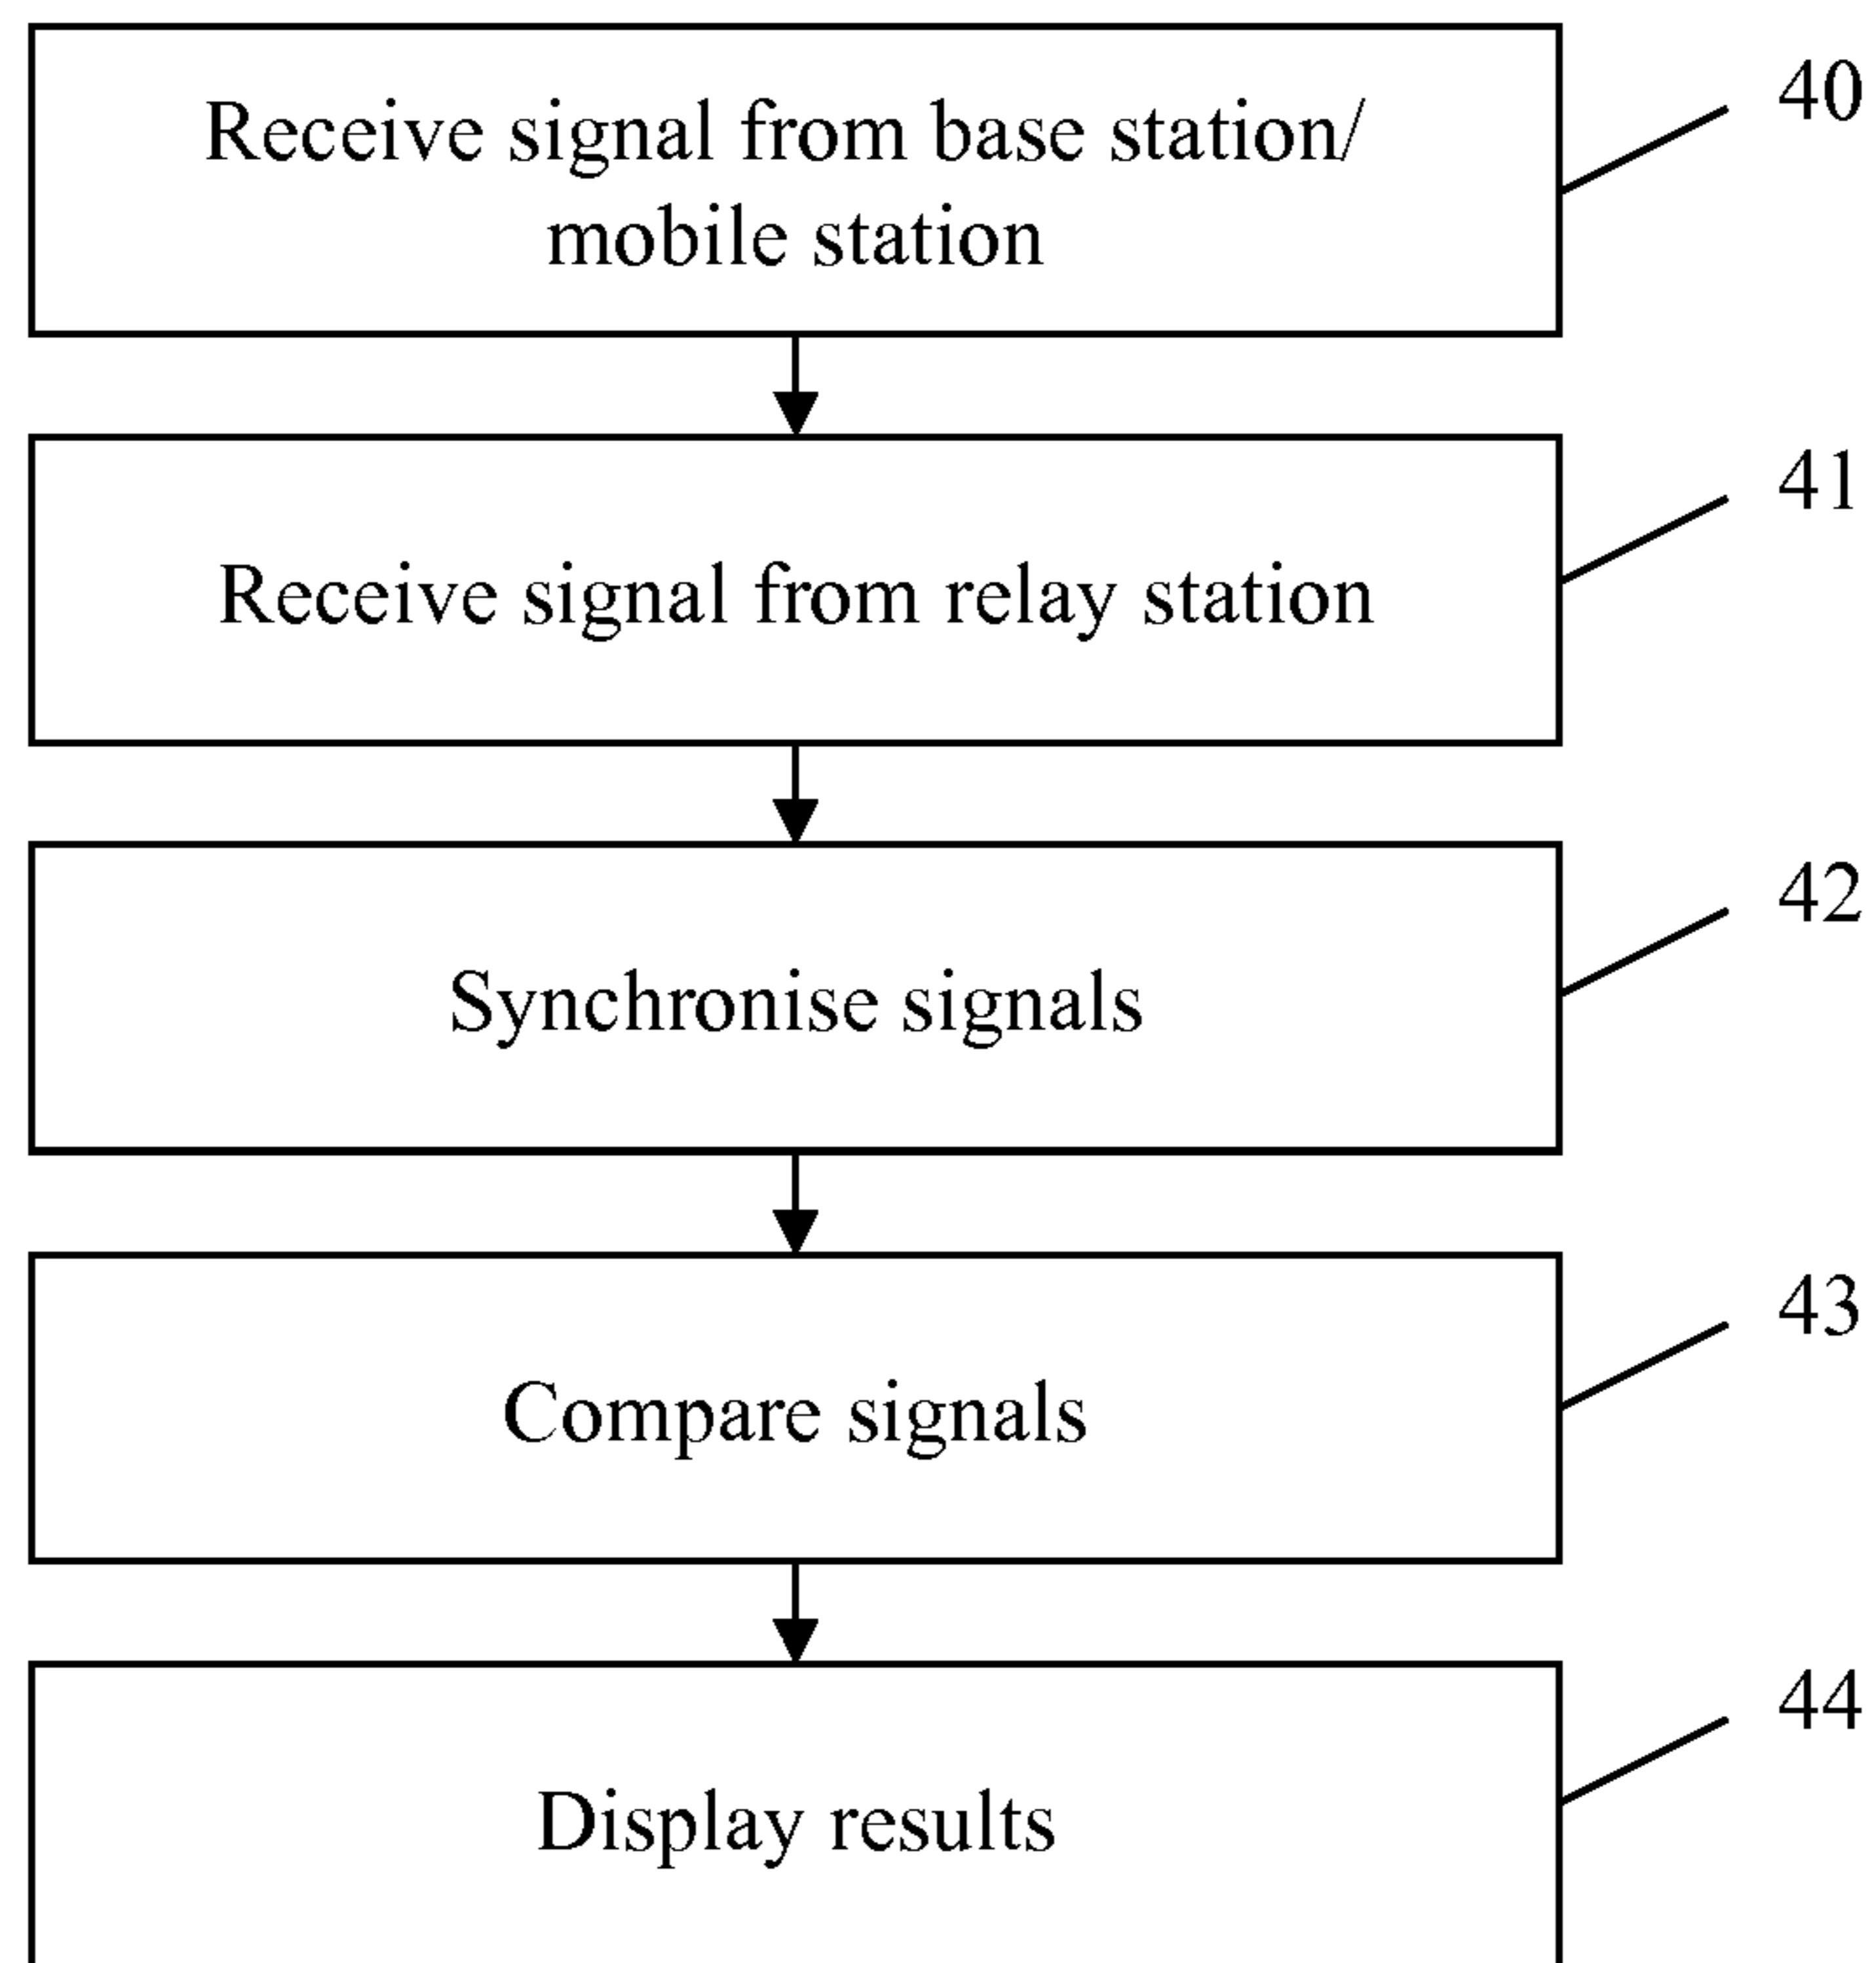 Receive signal from base station/
mobile station
40
Receive signal from relay station
41
Synchronise signals
42
Compare signals
43
Display results
44